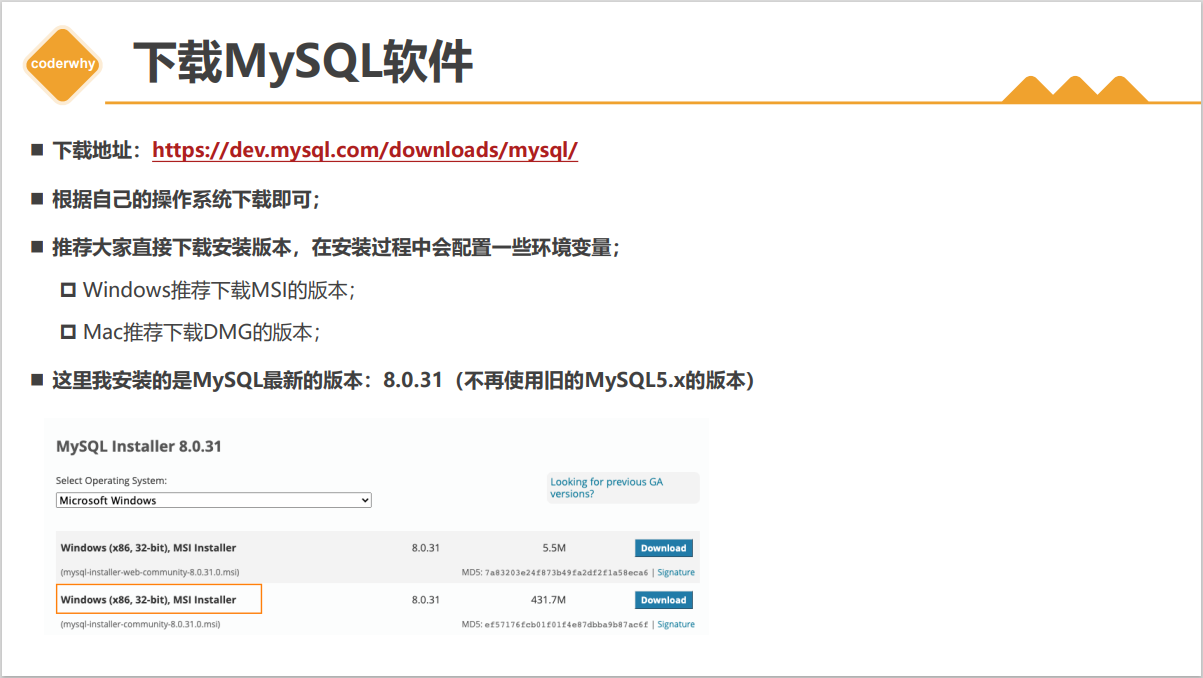 coderwhy
下载MySQL软件
下载地址：https://dev.mysql.com/downloads/mysql/
根据自己的操作系统下载即可；
推荐大家直接下载安装版本，在安装过程中会配置一些环境变量；
Windows推荐下载MSI的版本；
Mac推荐下载DMG的版本；
这里我安装的是MySQL最新的版本：8.0.31（不再使用旧的MySQL5.x的版本）
MySQL Installer 8.0.31
Select Operating System:
Looking for previous GA
versions?
Microsoft Windows
Windows (x86, 32-bit), MSI Installer 8.0.31 5.5M Download
(mysql-installer-web-community-8.0.31.0.msi) MD5: 7a83203e24f873b49fa2df2f1a58eca6 | Signature
Windows (x86, 32-bit), MSI Installer 8.0.31 431.7M Download
(mysql-installer-community-8.0.31.0.msi) MD5: ef57176fcb01f01f4e87dbba9b87ac6f | Signature